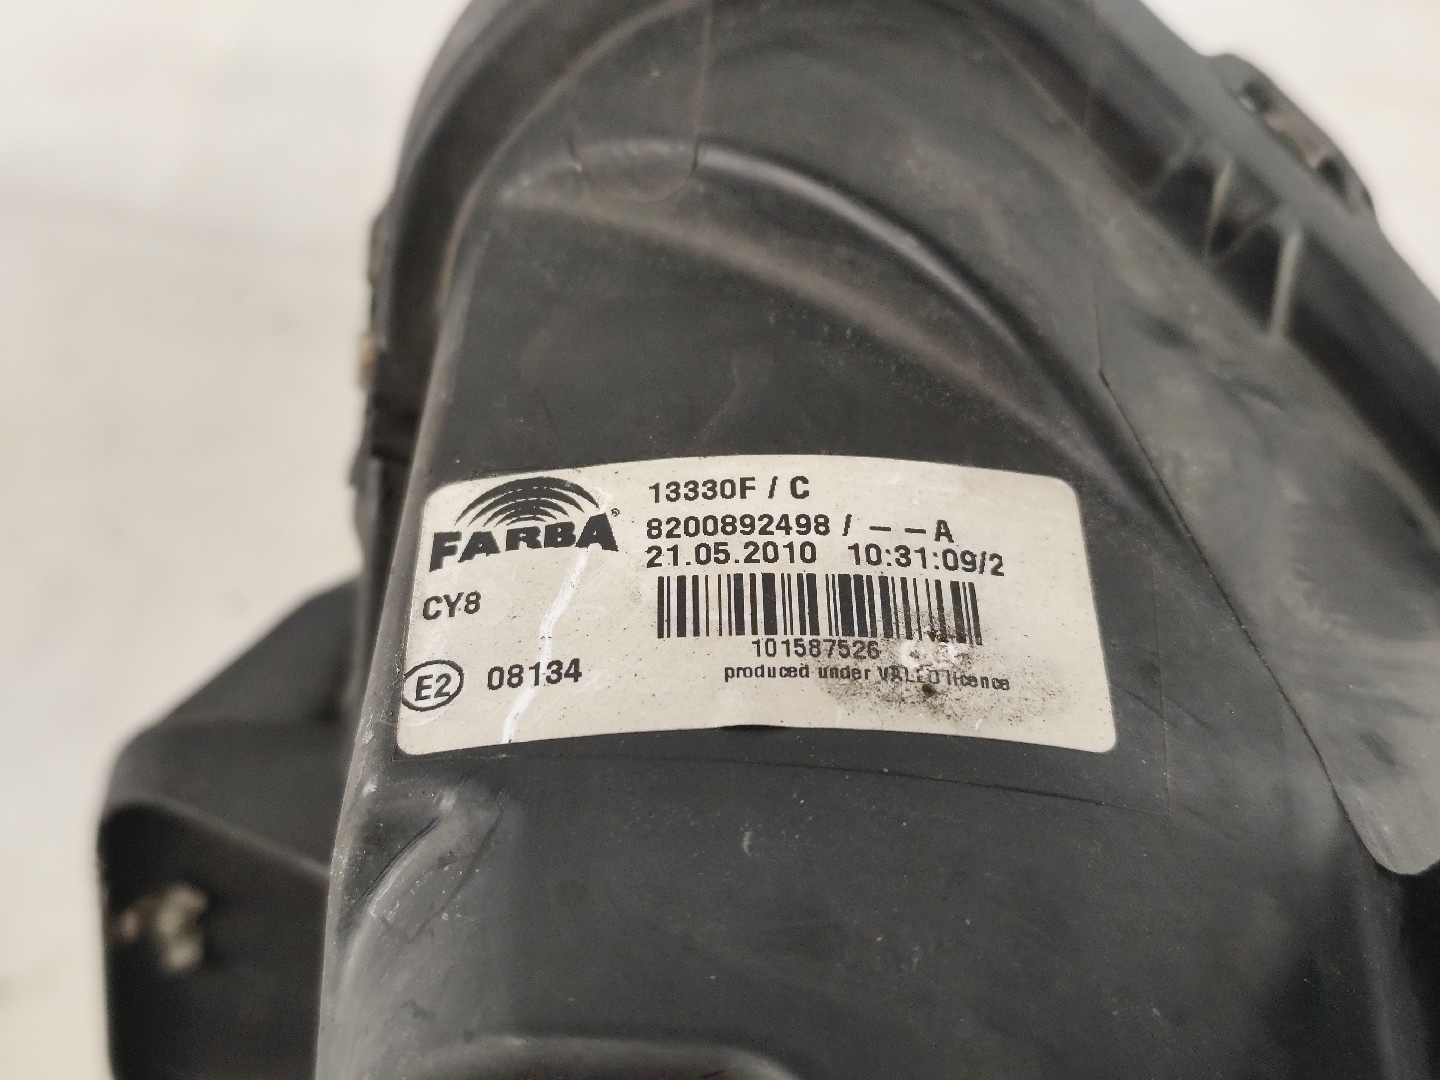 13330F / C
FARBA®
8200892498 / – – A
21.05.2010 10:31:09/2
CY8
101587526
E2 08134
produced under VALEO licence